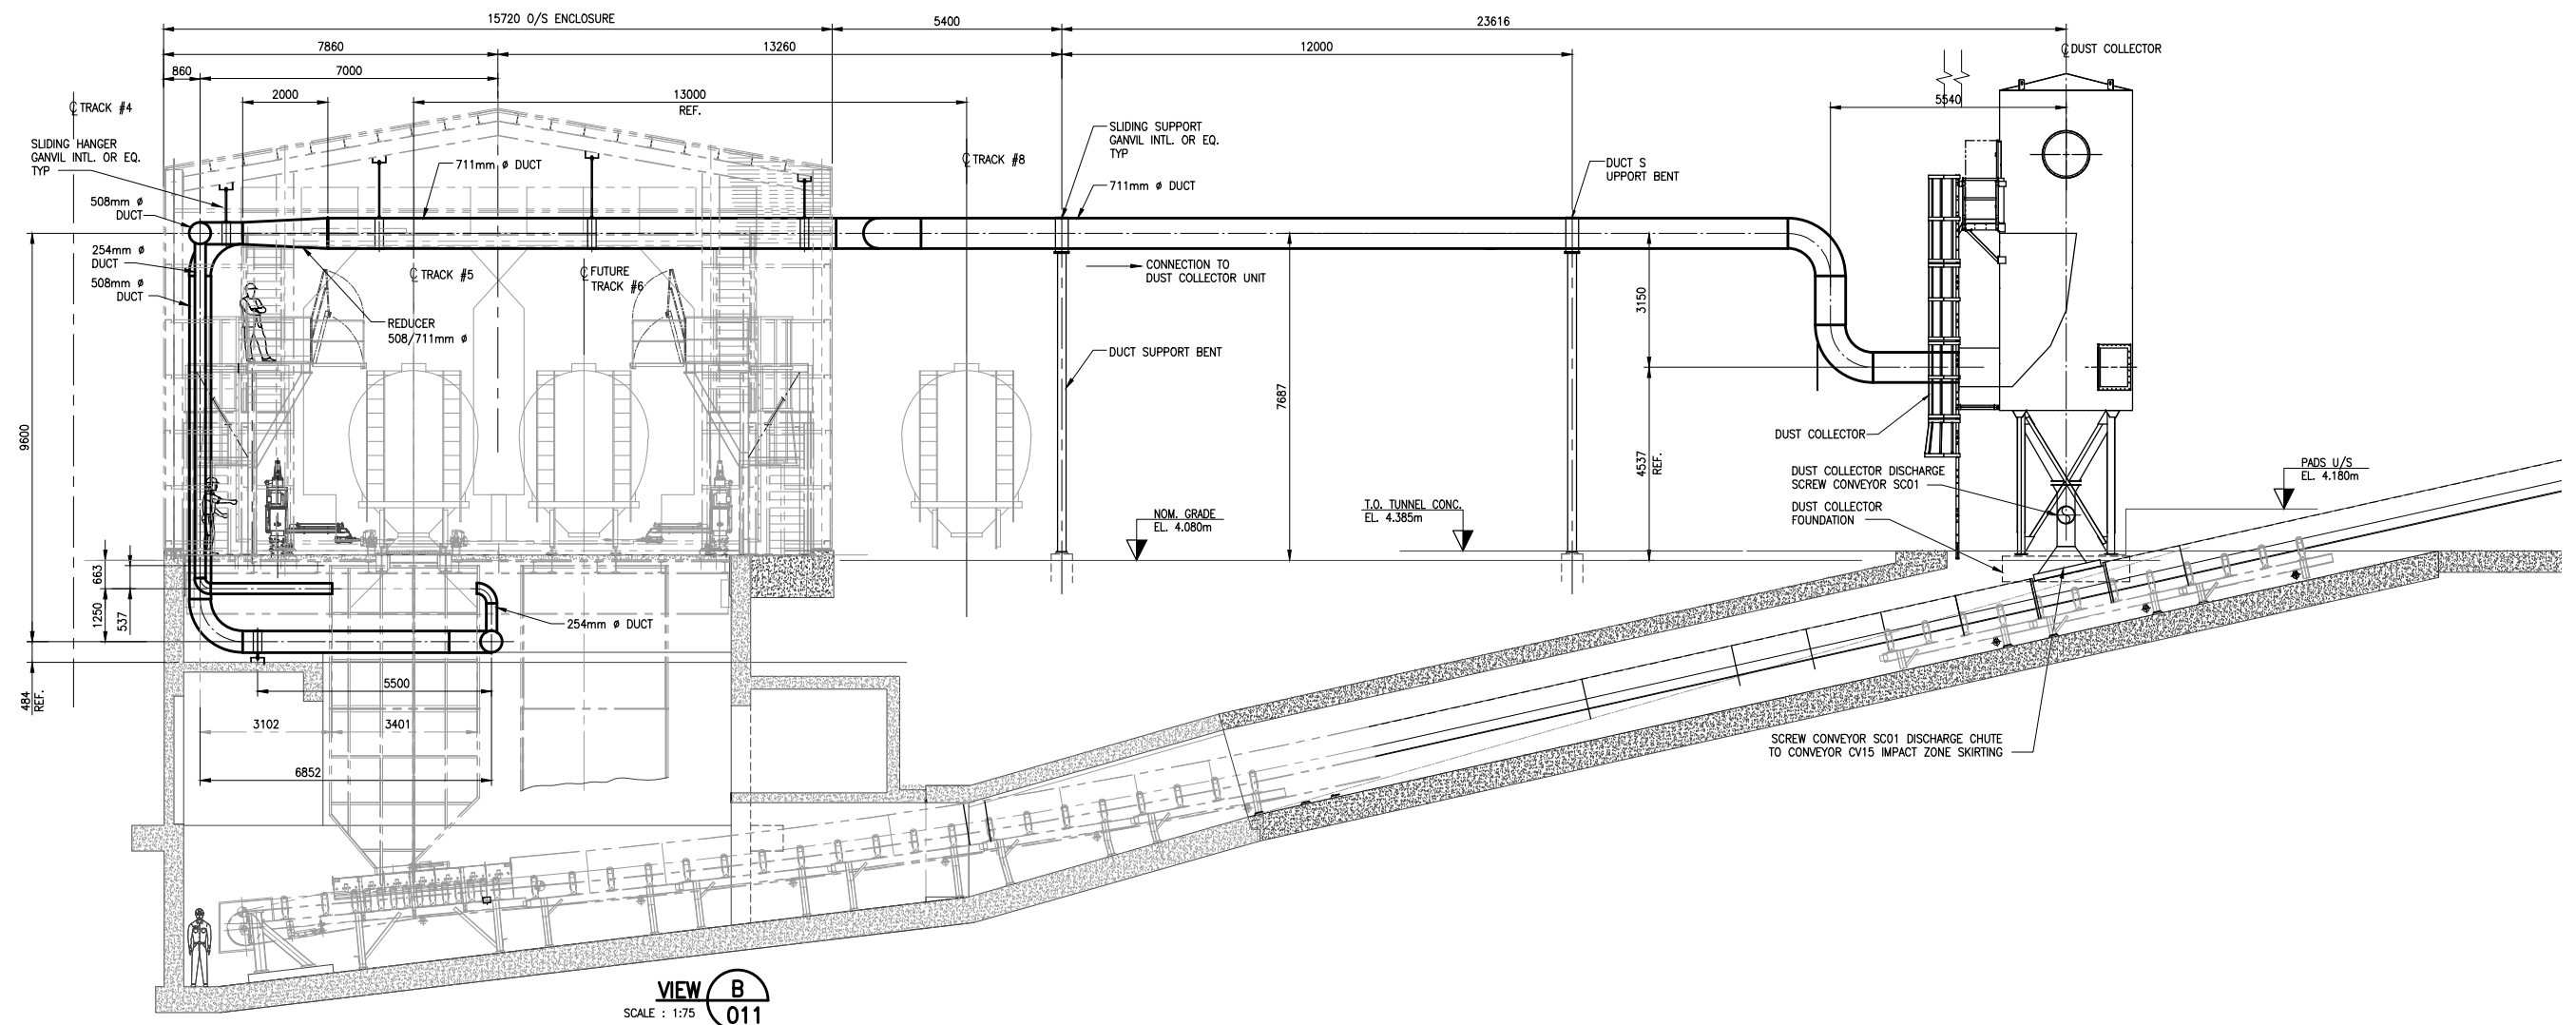 15720 O/S ENCLOSURE
5400
23616
7860
13260
12000
℄ DUST COLLECTOR
860
7000
2000
13000
REF.
5540
℄ TRACK #4
SLIDING HANGER
GANVIL INTL. OR EQ.
TYP
SLIDING SUPPORT
GANVIL INTL. OR EQ.
TYP
711mm ø DUCT
℄ TRACK #8
DUCT S
UPPORT BENT
711mm ø DUCT
508mm ø
DUCT
254mm ø
DUCT
508mm ø
DUCT
℄ TRACK #5
℄ FUTURE
TRACK #6
CONNECTION TO
DUST COLLECTOR UNIT
REDUCER
508/711mm ø
3150
DUCT SUPPORT BENT
7687
9600
DUST COLLECTOR
4537
REF.
DUST COLLECTOR DISCHARGE
SCREW CONVEYOR SC01
PADS U/S
EL. 4.180m
DUST COLLECTOR
FOUNDATION
NOM. GRADE
EL. 4.080m
T.O. TUNNEL CONC.
EL. 4.385m
663
1250
537
254mm ø DUCT
484
REF.
5500
3102
3401
6852
SCREW CONVEYOR SC01 DISCHARGE CHUTE
TO CONVEYOR CV15 IMPACT ZONE SKIRTING
VIEW
B
011
SCALE : 1:75